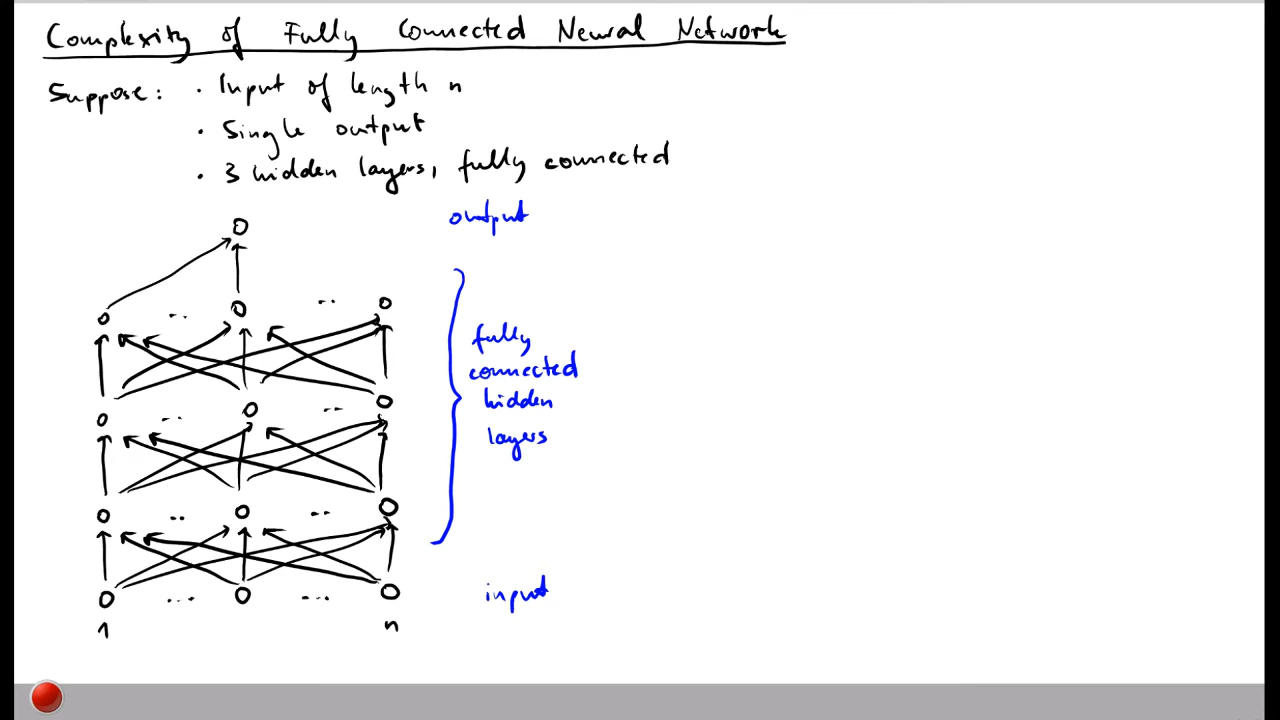 Complexity of Fully Connected Neural Network
Suppose: · Input of length n
· Single output
· 3 hidden layers, fully connected
output
fully
connected
hidden
layers
input
1 n